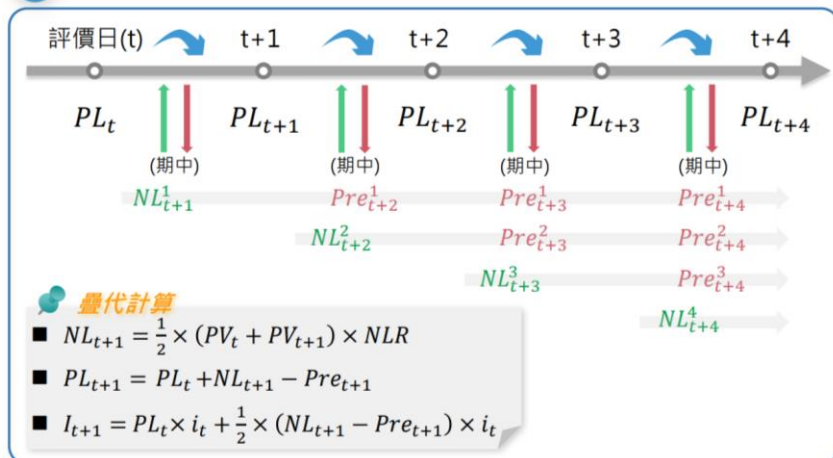 評價日(t) t+1 t+2 t+3 t+4
PL_t PL_{t+1} PL_{t+2} PL_{t+3} PL_{t+4}
(期中) (期中) (期中) (期中)
NL^1_{t+1} Pre^1_{t+2} Pre^1_{t+3} Pre^1_{t+4}
NL^2_{t+2} Pre^2_{t+3} Pre^2_{t+4}
NL^3_{t+3} Pre^3_{t+4}
NL^4_{t+4}
疊代計算
■ NL_{t+1} = \frac{1}{2} × (PV_t + PV_{t+1}) × NLR
■ PL_{t+1} = PL_t +NL_{t+1} − Pre_{t+1}
■ I_{t+1} = PL_t× i_t + \frac{1}{2} × (NL_{t+1} − Pre_{t+1}) × i_t